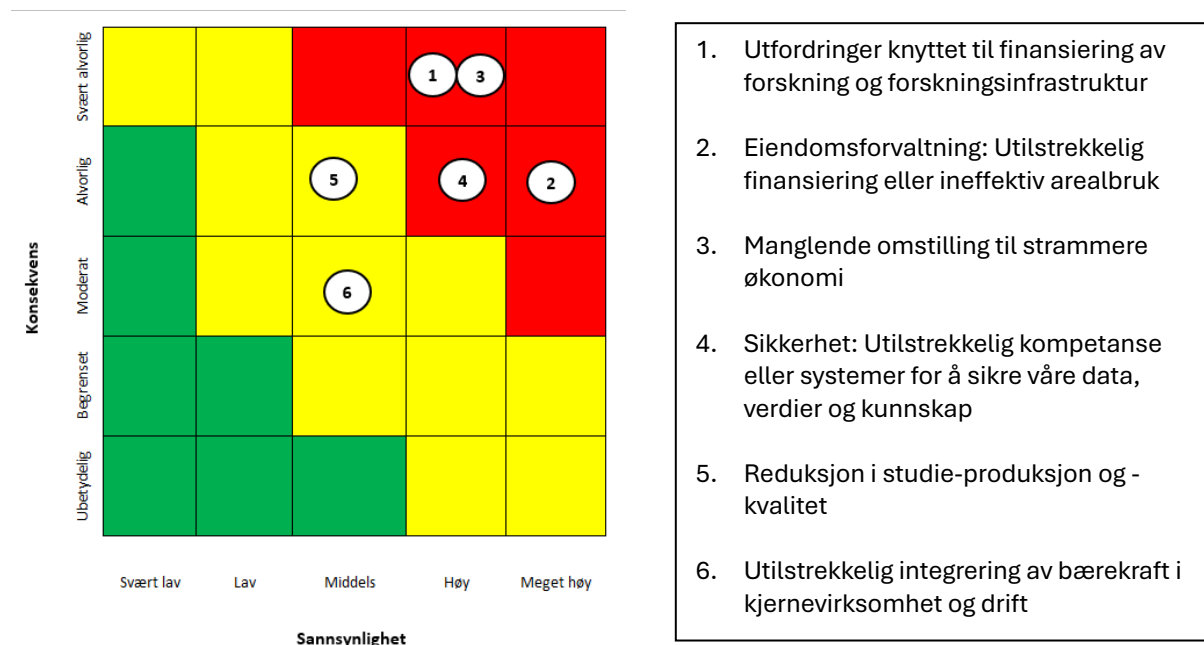 Konsekvens
Svært alvorlig
Alvorlig
Moderat
Begrenset
Ubetydelig
1 3
5 4 2
6
Svært lav Lav Middels Høy Meget høy
Sannsynlighet
1. Utfordringer knyttet til finansiering av
forskning og forskningsinfrastruktur
2. Eiendomsforvaltning: Utilstrekkelig
finansiering eller ineffektiv arealbruk
3. Manglende omstilling til strammere
økonomi
4. Sikkerhet: Utilstrekkelig kompetanse
eller systemer for å sikre våre data,
verdier og kunnskap
5. Reduksjon i studie-produksjon og -
kvalitet
6. Utilstrekkelig integrering av bærekraft i
kjernevirksomhet og drift